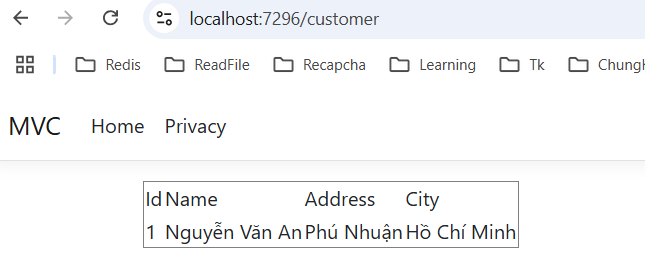 localhost:7296/customer
Redis ReadFile Recapcha Learning Tk
MVC Home Privacy
Id Name Address City
1 Nguyễn Văn An Phú Nhuận Hồ Chí Minh